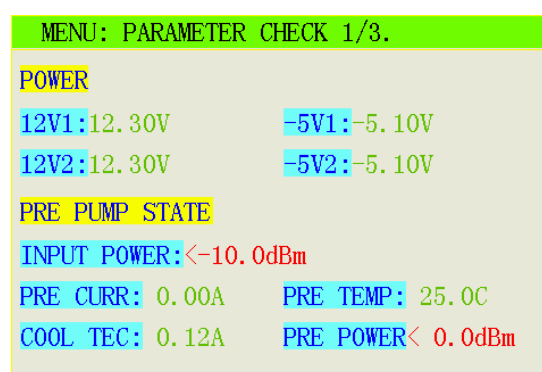 MENU: PARAMETER CHECK 1/3.
POWER
12V1:12.30V -5V1:-5.10V
12V2:12.30V -5V2:-5.10V
PRE PUMP STATE
INPUT POWER:<-10.0dBm
PRE CURR: 0.00A PRE TEMP: 25.0C
COOL TEC: 0.12A PRE POWER< 0.0dBm